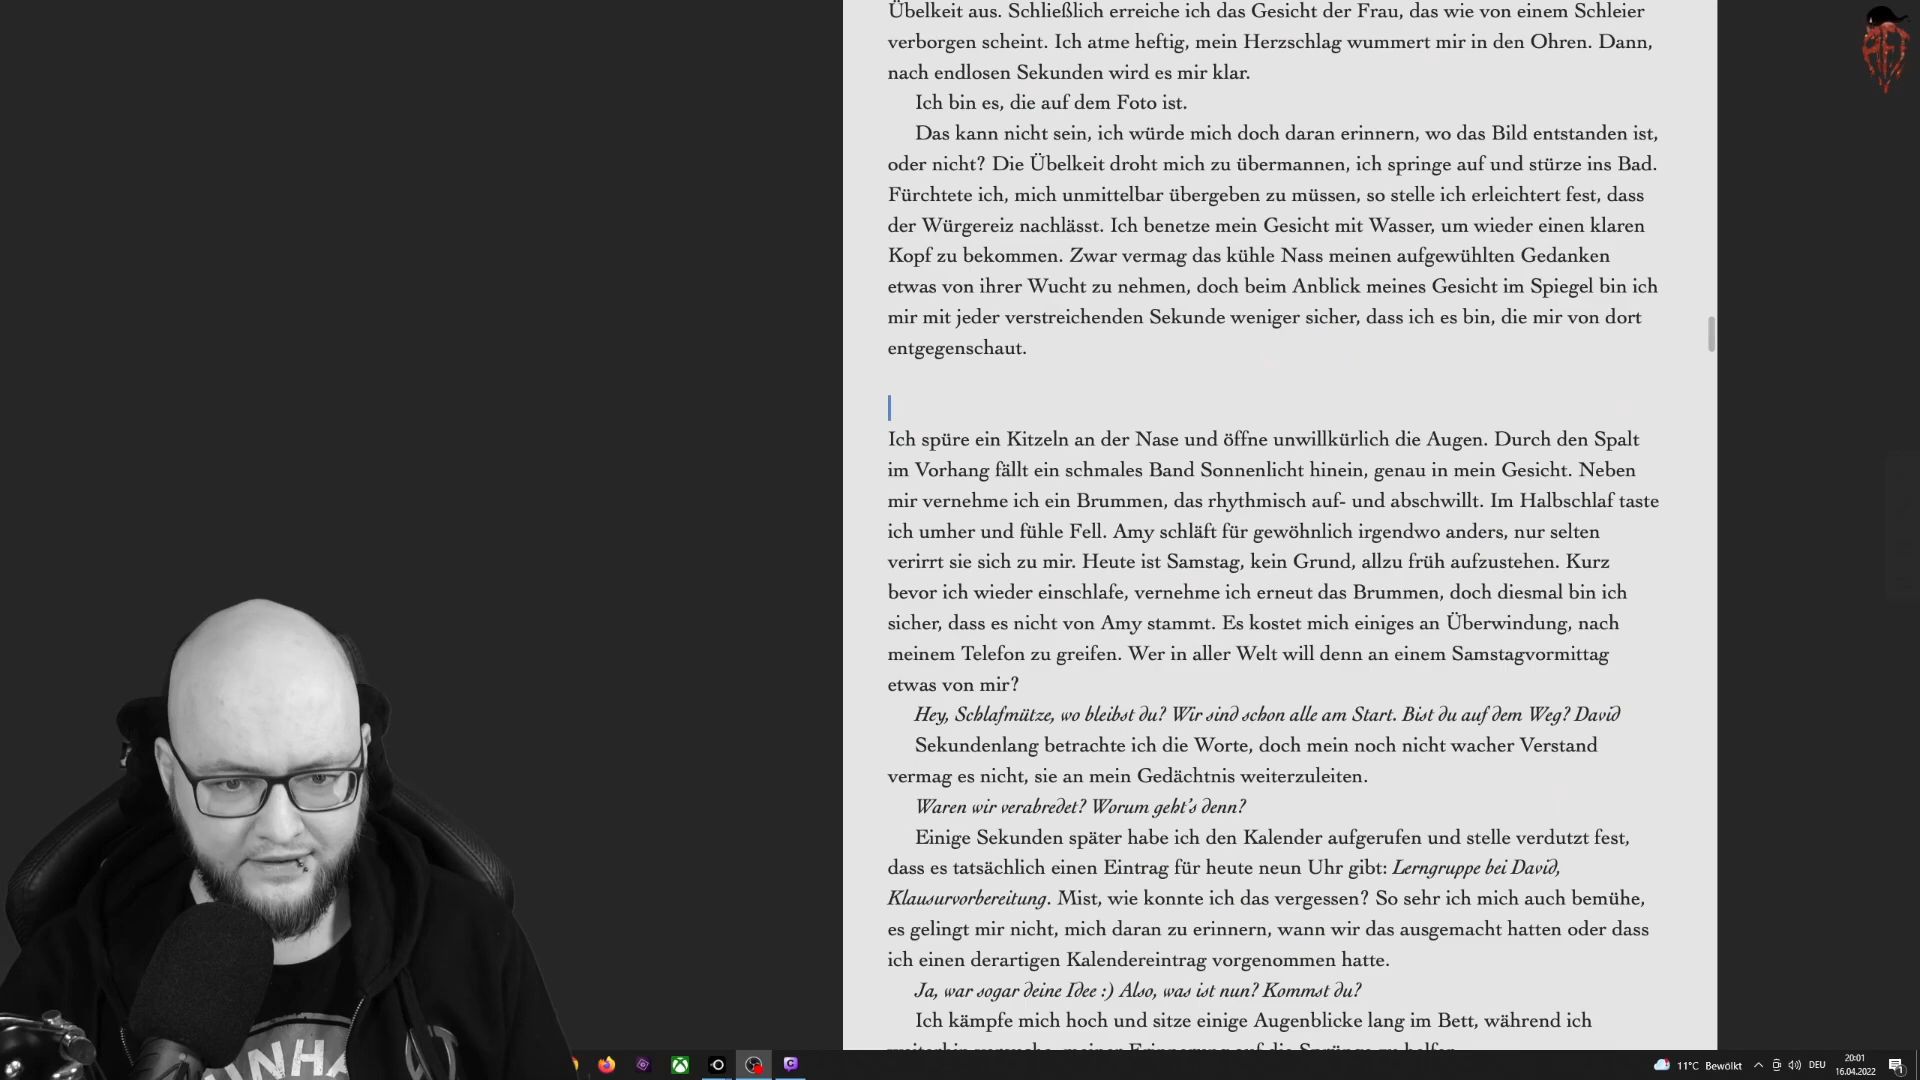 Übelkeit aus. Schließlich erreiche ich das Gesicht der Frau, das wie von einem Schleier
verborgen scheint. Ich atme heftig, mein Herzschlag wummert mir in den Ohren. Dann,
nach endlosen Sekunden wird es mir klar.
Ich bin es, die auf dem Foto ist.
Das kann nicht sein, ich würde mich doch daran erinnern, wo das Bild entstanden ist,
oder nicht? Die Übelkeit droht mich zu übermannen, ich springe auf und stürze ins Bad.
Fürchtete ich, mich unmittelbar übergeben zu müssen, so stelle ich erleichtert fest, dass
der Würgereiz nachlässt. Ich benetze mein Gesicht mit Wasser, um wieder einen klaren
Kopf zu bekommen. Zwar vermag das kühle Nass meinen aufgewühlten Gedanken
etwas von ihrer Wucht zu nehmen, doch beim Anblick meines Gesicht im Spiegel bin ich
mir mit jeder verstreichenden Sekunde weniger sicher, dass ich es bin, die mir von dort
entgegenschaut.
Ich spüre ein Kitzeln an der Nase und öffne unwillkürlich die Augen. Durch den Spalt
im Vorhang fällt ein schmales Band Sonnenlicht hinein, genau in mein Gesicht. Neben
mir vernehme ich ein Brummen, das rhythmisch auf- und abschwillt. Im Halbschlaf taste
ich umher und fühle Fell. Amy schläft für gewöhnlich irgendwo anders, nur selten
verirrt sie sich zu mir. Heute ist Samstag, kein Grund, allzu früh aufzustehen. Kurz
bevor ich wieder einschlafe, vernehme ich erneut das Brummen, doch diesmal bin ich
sicher, dass es nicht von Amy stammt. Es kostet mich einiges an Überwindung, nach
meinem Telefon zu greifen. Wer in aller Welt will denn an einem Samstagvormittag
etwas von mir?
Hey, Schlafmütze, wo bleibst du? Wir sind schon alle am Start. Bist du auf dem Weg? David
Sekundenlang betrachte ich die Worte, doch mein noch nicht wacher Verstand
vermag es nicht, sie an mein Gedächtnis weiterzuleiten.
Waren wir verabredet? Worum geht's denn?
Einige Sekunden später habe ich den Kalender aufgerufen und stelle verdutzt fest,
dass es tatsächlich einen Eintrag für heute neun Uhr gibt: Lerngruppe bei David,
Klausurvorbereitung. Mist, wie konnte ich das vergessen? So sehr ich mich auch bemühe,
es gelingt mir nicht, mich daran zu erinnern, wann wir das ausgemacht hatten oder dass
ich einen derartigen Kalendereintrag vorgenommen hatte.
Ja, war sogar deine Idee :) Also, was ist nun? Kommst du?
Ich kämpfe mich hoch und sitze einige Augenblicke lang im Bett, während ich
11°C Bewölkt
DEU
20:01
16.04.2022